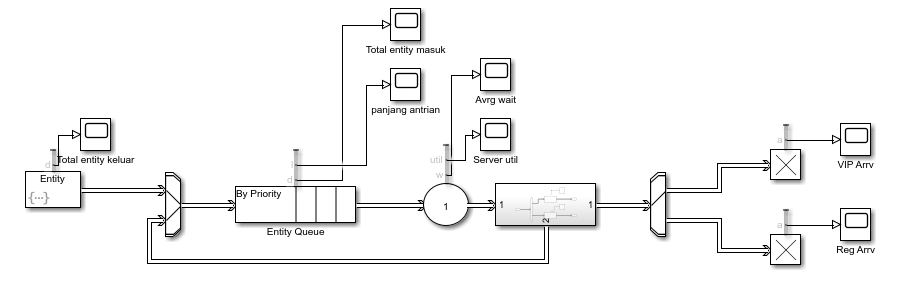 Total entity masuk
panjang antrian
Avrg wait
Total entity keluar
d
Entity
{...}
l
d
By Priority
Entity Queue
util
w
Server util
1
1
1
2
a
VIP Arrv
a
Reg Arrv